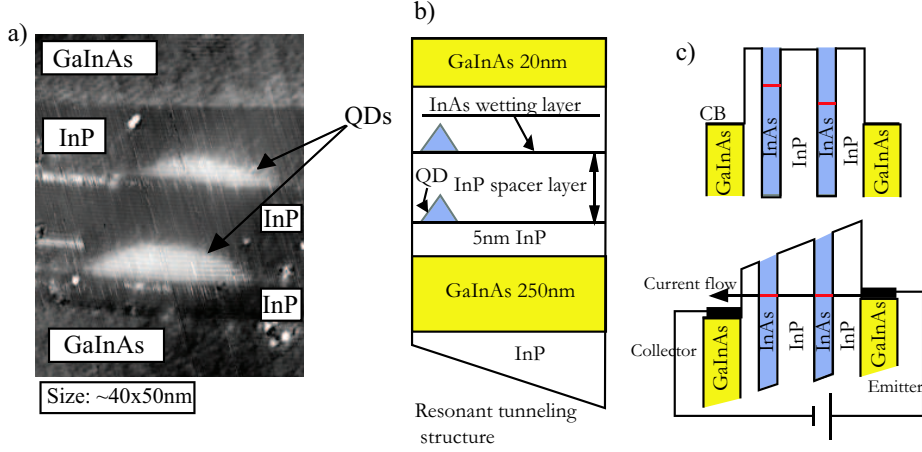 a)
GaInAs
InP
QDs
InP
InP
GaInAs
Size: ~40x50nm
b)
GaInAs 20nm
InAs wetting layer
QD
InP spacer layer
5nm InP
GaInAs 250nm
InP
Resonant tunneling
structure
c)
CB
GaInAs
InAs
InP
InAs
InP
GaInAs
Current flow
Collector
GaInAs
InAs
InP
InAs
InP
GaInAs
Emitter